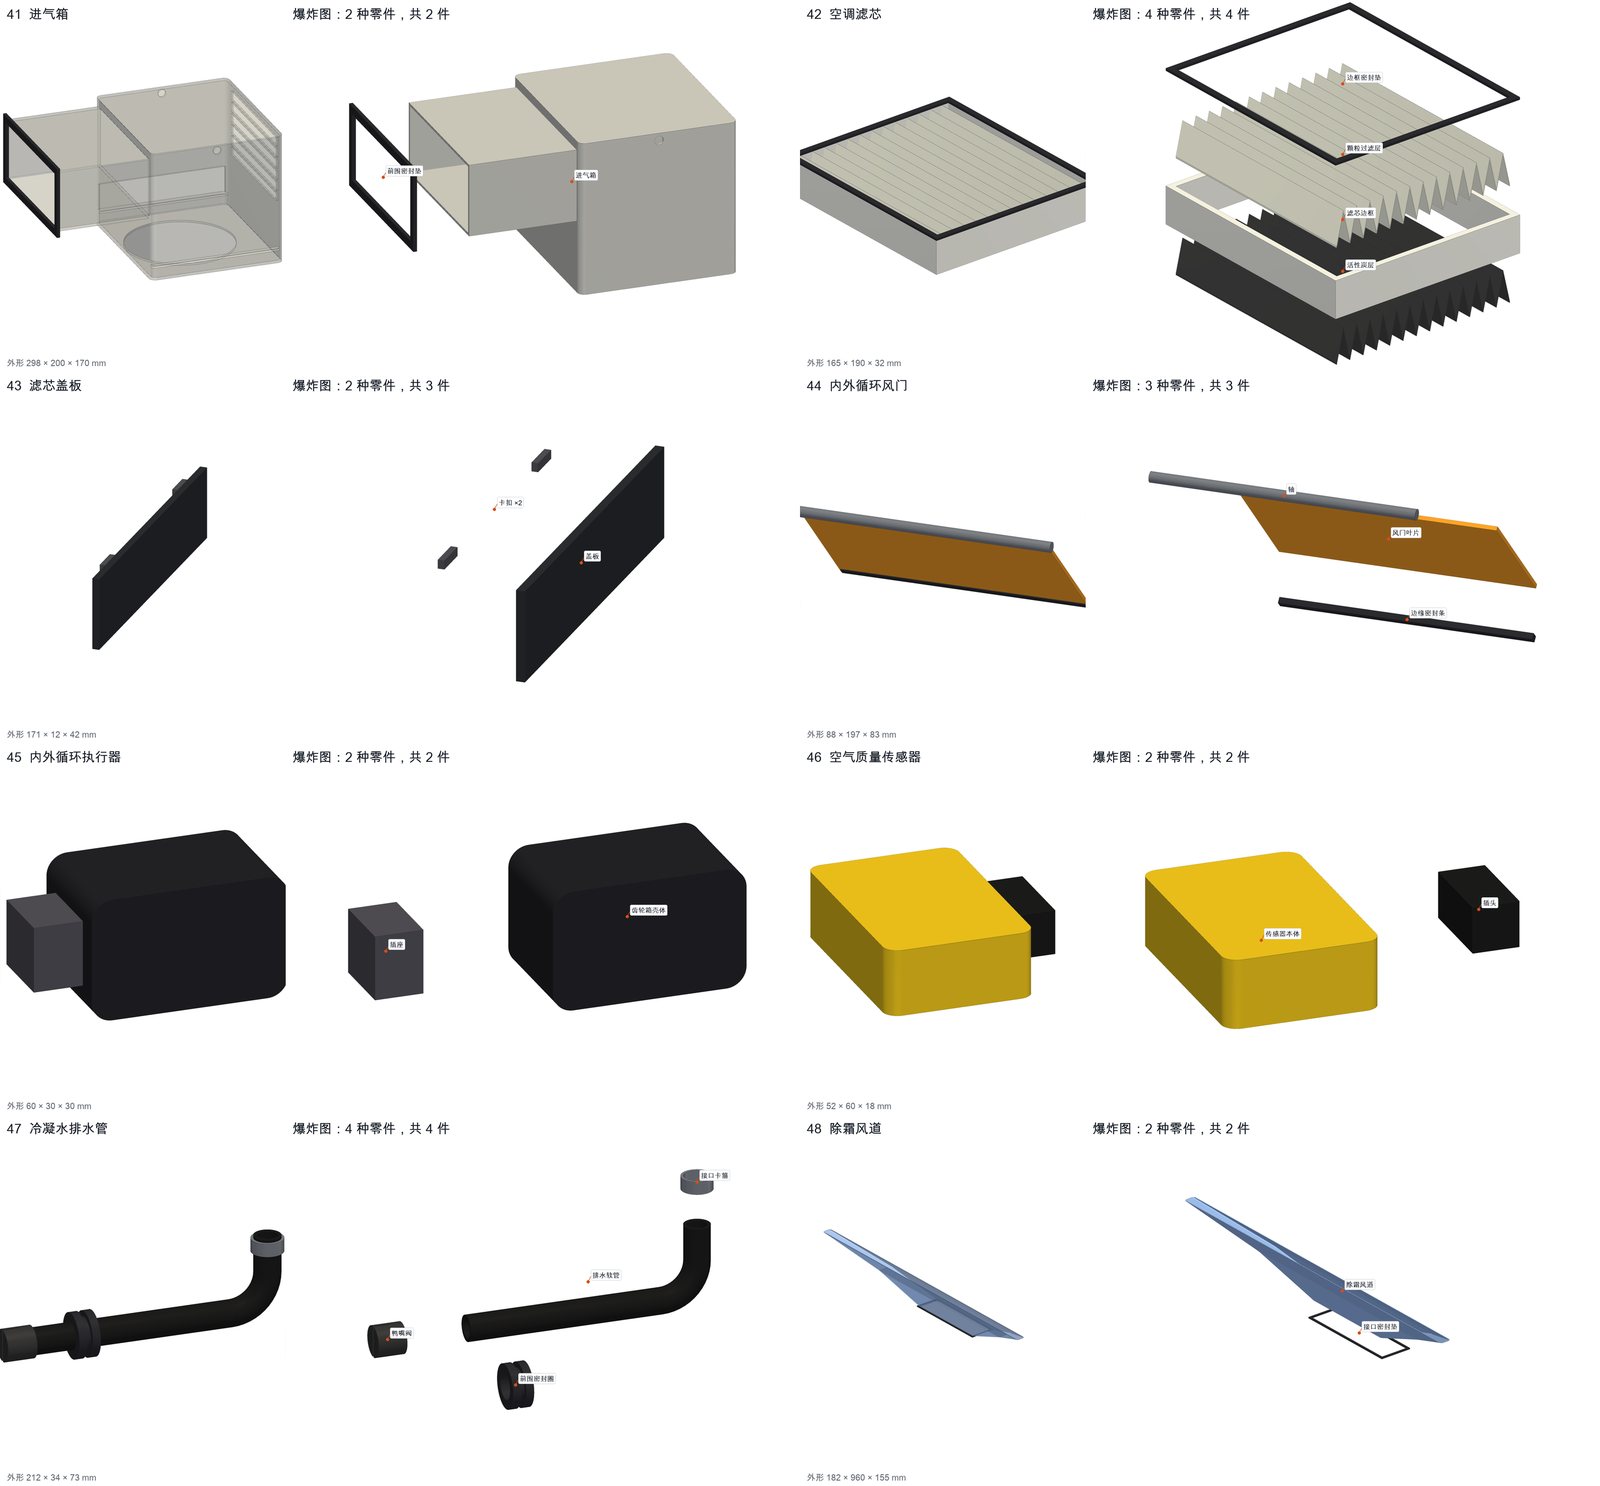 41 进气箱
爆炸图：2 种零件，共 2 件
前围密封垫
进气箱
外形 298 × 200 × 170 mm
42 空调滤芯
爆炸图：4 种零件，共 4 件
边框密封垫
颗粒过滤层
滤芯边框
活性炭层
外形 165 × 190 × 32 mm
43 滤芯盖板
爆炸图：2 种零件，共 3 件
卡扣 ×2
盖板
外形 171 × 12 × 42 mm
44 内外循环风门
爆炸图：3 种零件，共 3 件
轴
风门叶片
边缘密封条
外形 88 × 197 × 83 mm
45 内外循环执行器
爆炸图：2 种零件，共 2 件
齿轮箱壳体
插座
外形 60 × 30 × 30 mm
46 空气质量传感器
爆炸图：2 种零件，共 2 件
插头
传感器本体
外形 52 × 60 × 18 mm
47 冷凝水排水管
爆炸图：4 种零件，共 4 件
接口卡箍
排水软管
鸭嘴阀
前围密封圈
外形 212 × 34 × 73 mm
48 除霜风道
爆炸图：2 种零件，共 2 件
除霜风道
接口密封垫
外形 182 × 960 × 155 mm